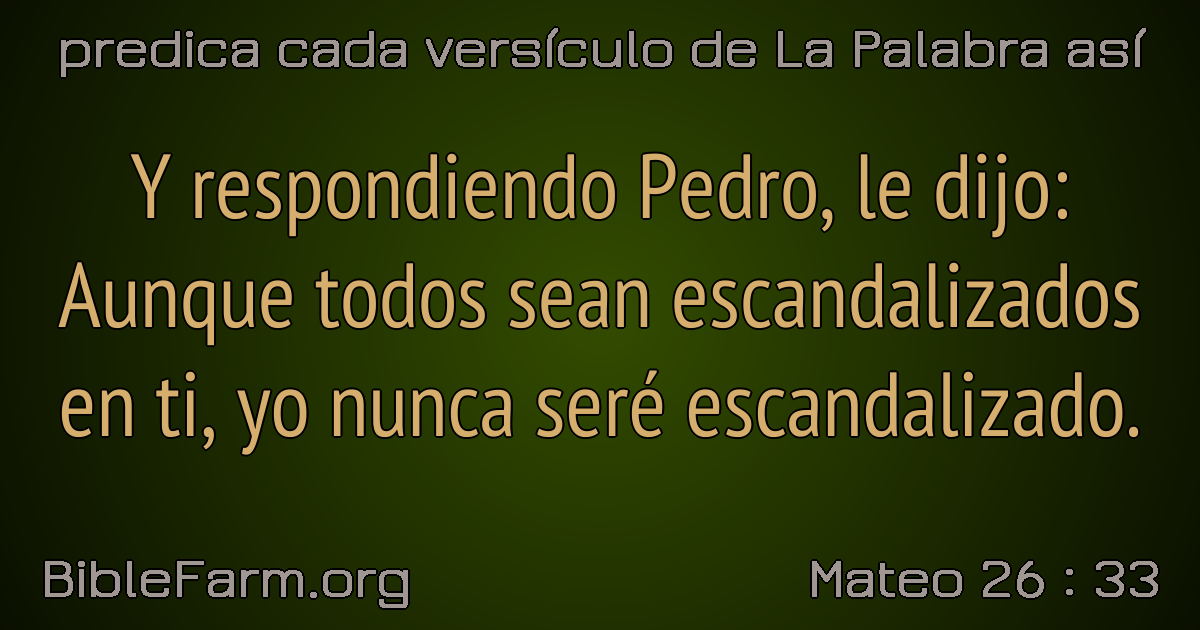 predica cada versículo de La Palabra así
Y respondiendo Pedro, le dijo:
Aunque todos sean escandalizados
en ti, yo nunca seré escandalizado.
BibleFarm.org
Mateo 26 : 33